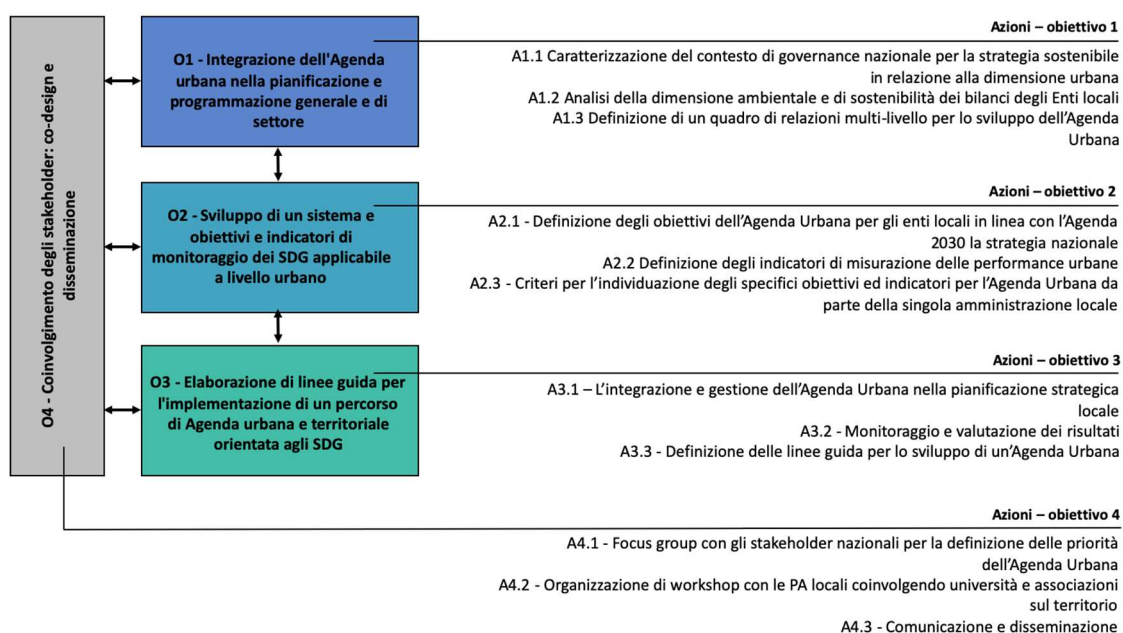 O4 - Coinvolgimento degli stakeholder: co-design e
disseminazione
O1 - Integrazione dell'Agenda
urbana nella pianificazione e
programmazione generale e di
settore
Azioni – obiettivo 1
A1.1 Caratterizzazione del contesto di governance nazionale per la strategia sostenibile
in relazione alla dimensione urbana
A1.2 Analisi della dimensione ambientale e di sostenibilità dei bilanci degli Enti locali
A1.3 Definizione di un quadro di relazioni multi-livello per lo sviluppo dell’Agenda
Urbana
O2 - Sviluppo di un sistema e
obiettivi e indicatori di
monitoraggio dei SDG applicabile
a livello urbano
Azioni – obiettivo 2
A2.1 - Definizione degli obiettivi dell’Agenda Urbana per gli enti locali in linea con l’Agenda
2030 la strategia nazionale
A2.2 Definizione degli indicatori di misurazione delle performance urbane
A2.3 - Criteri per l’individuazione degli specifici obiettivi ed indicatori per l’Agenda Urbana da
parte della singola amministrazione locale
O3 - Elaborazione di linee guida per
l'implementazione di un percorso
di Agenda urbana e territoriale
orientata agli SDG
Azioni – obiettivo 3
A3.1 – L’integrazione e gestione dell’Agenda Urbana nella pianificazione strategica
locale
A3.2 - Monitoraggio e valutazione dei risultati
A3.3 - Definizione delle linee guida per lo sviluppo di un’Agenda Urbana
Azioni – obiettivo 4
A4.1 - Focus group con gli stakeholder nazionali per la definizione delle priorità
dell’Agenda Urbana
A4.2 - Organizzazione di workshop con le PA locali coinvolgendo università e associazioni
sul territorio
A4.3 - Comunicazione e disseminazione